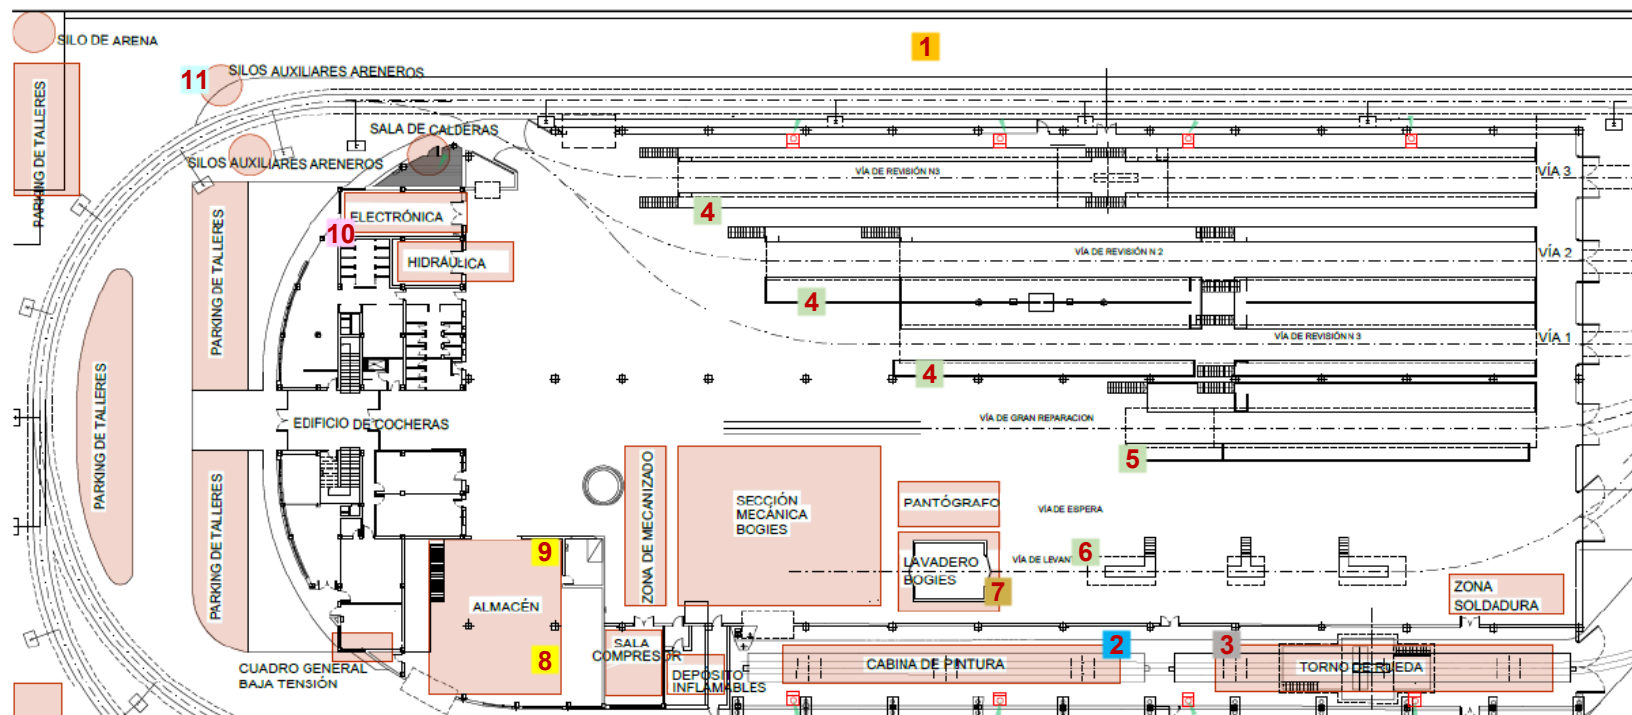 SILO DE ARENA
1
11
SILOS AUXILIARES ARENEROS
PARKING DE TALLERES
SALA DE CALDERAS
SILOS AUXILIARES ARENEROS
VÍA DE REVISIÓN N3
VÍA 3
ELECTRÓNICA
4
10
HIDRÁULICA
PARKING DE TALLERES
VÍA DE REVISIÓN N 2
VÍA 2
4
VÍA DE REVISIÓN N 3
VÍA 1
4
EDIFICIO DE COCHERAS
VÍA DE GRAN REPARACION
PARKING DE TALLERES
5
ZONA DE MECANIZADO
SECCIÓN
MECÁNICA
BOGIES
PANTÓGRAFO
VÍA DE ESPERA
PARKING DE TALLERES
9
LAVADERO
BOGIES
VÍA DE LEVANT
6
7
ZONA
SOLDADURA
ALMACÉN
8
SALA
COMPRESOR
DEPÓSITO
INFLAMABLES
CABINA DE PINTURA
2
3
TORNO DE RUEDA
CUADRO GENERAL
BAJA TENSIÓN